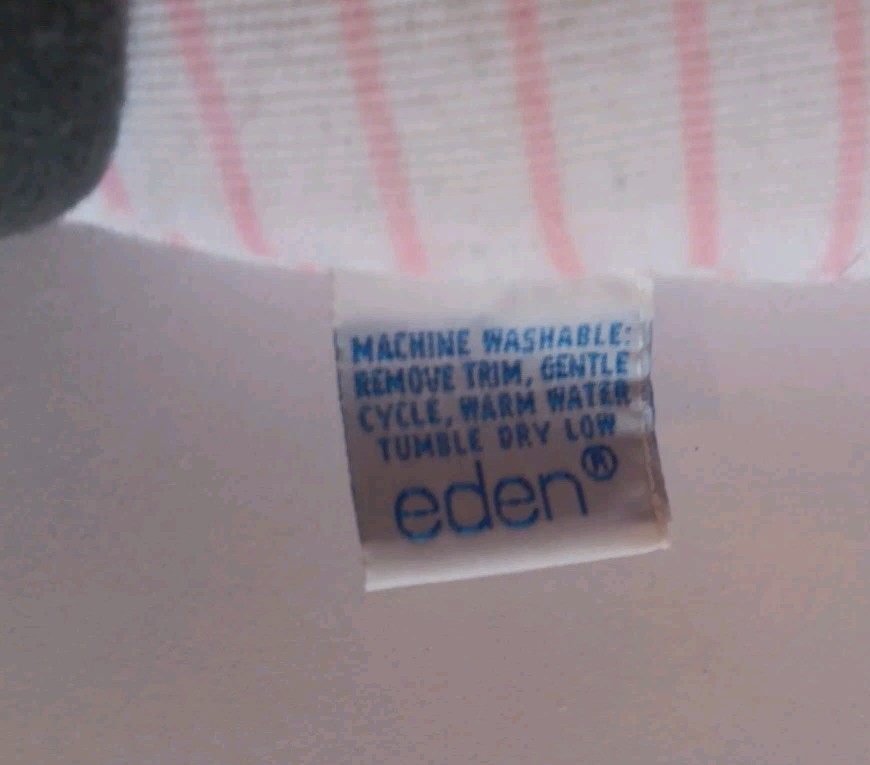 MACHINE WASHABLE:
REMOVE TRIM, GENTLE
CYCLE, WARM WATER
TUMBLE DRY LOW
eden®